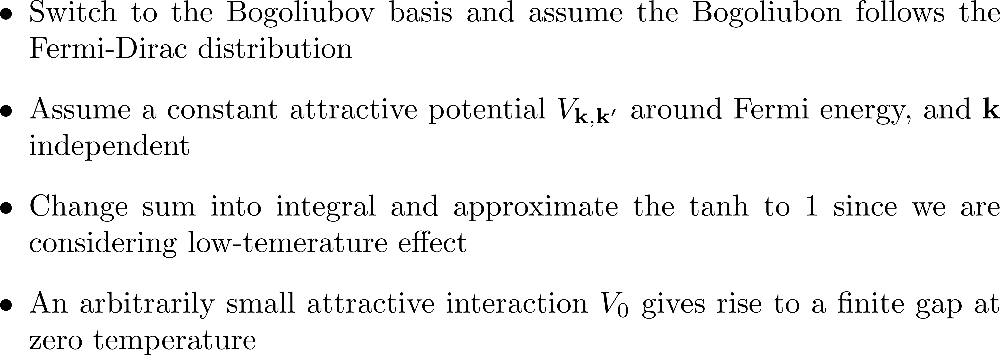 • Switch to the Bogoliubov basis and assume the Bogoliubon follows the
Fermi-Dirac distribution
• Assume a constant attractive potential $V_{\mathbf{k},\mathbf{k}'}$ around Fermi energy, and $\mathbf{k}$
independent
• Change sum into integral and approximate the tanh to 1 since we are
considering low-temerature effect
• An arbitrarily small attractive interaction $V_0$ gives rise to a finite gap at
zero temperature